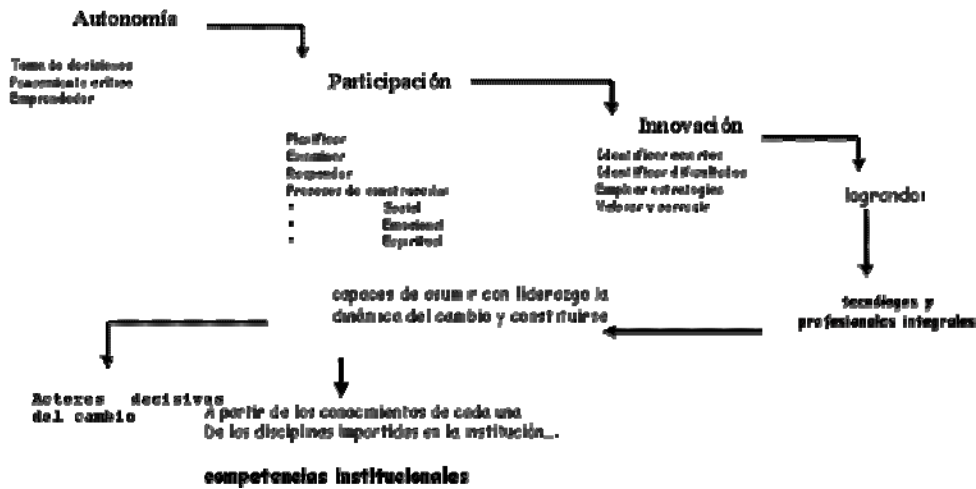 Autonomía
Toma de decisiones
Pensamiento crítico
Emprendedor
Participación
Planificar
Examinar
Responder
Procesos de construcción
Social
Emocional
Espiritual
Innovación
Identificar aciertos
Identificar dificultades
Emplear estrategias
Valorar y corregir
logrando:
tecnólogos y
profesionales integrales
capaces de asumir con liderazgo la
dinámica del cambio y constituirse
Actores decisivos
del cambio
A partir de los conocimientos de cada una
De las disciplinas impartidas en la institución...
competencias institucionales